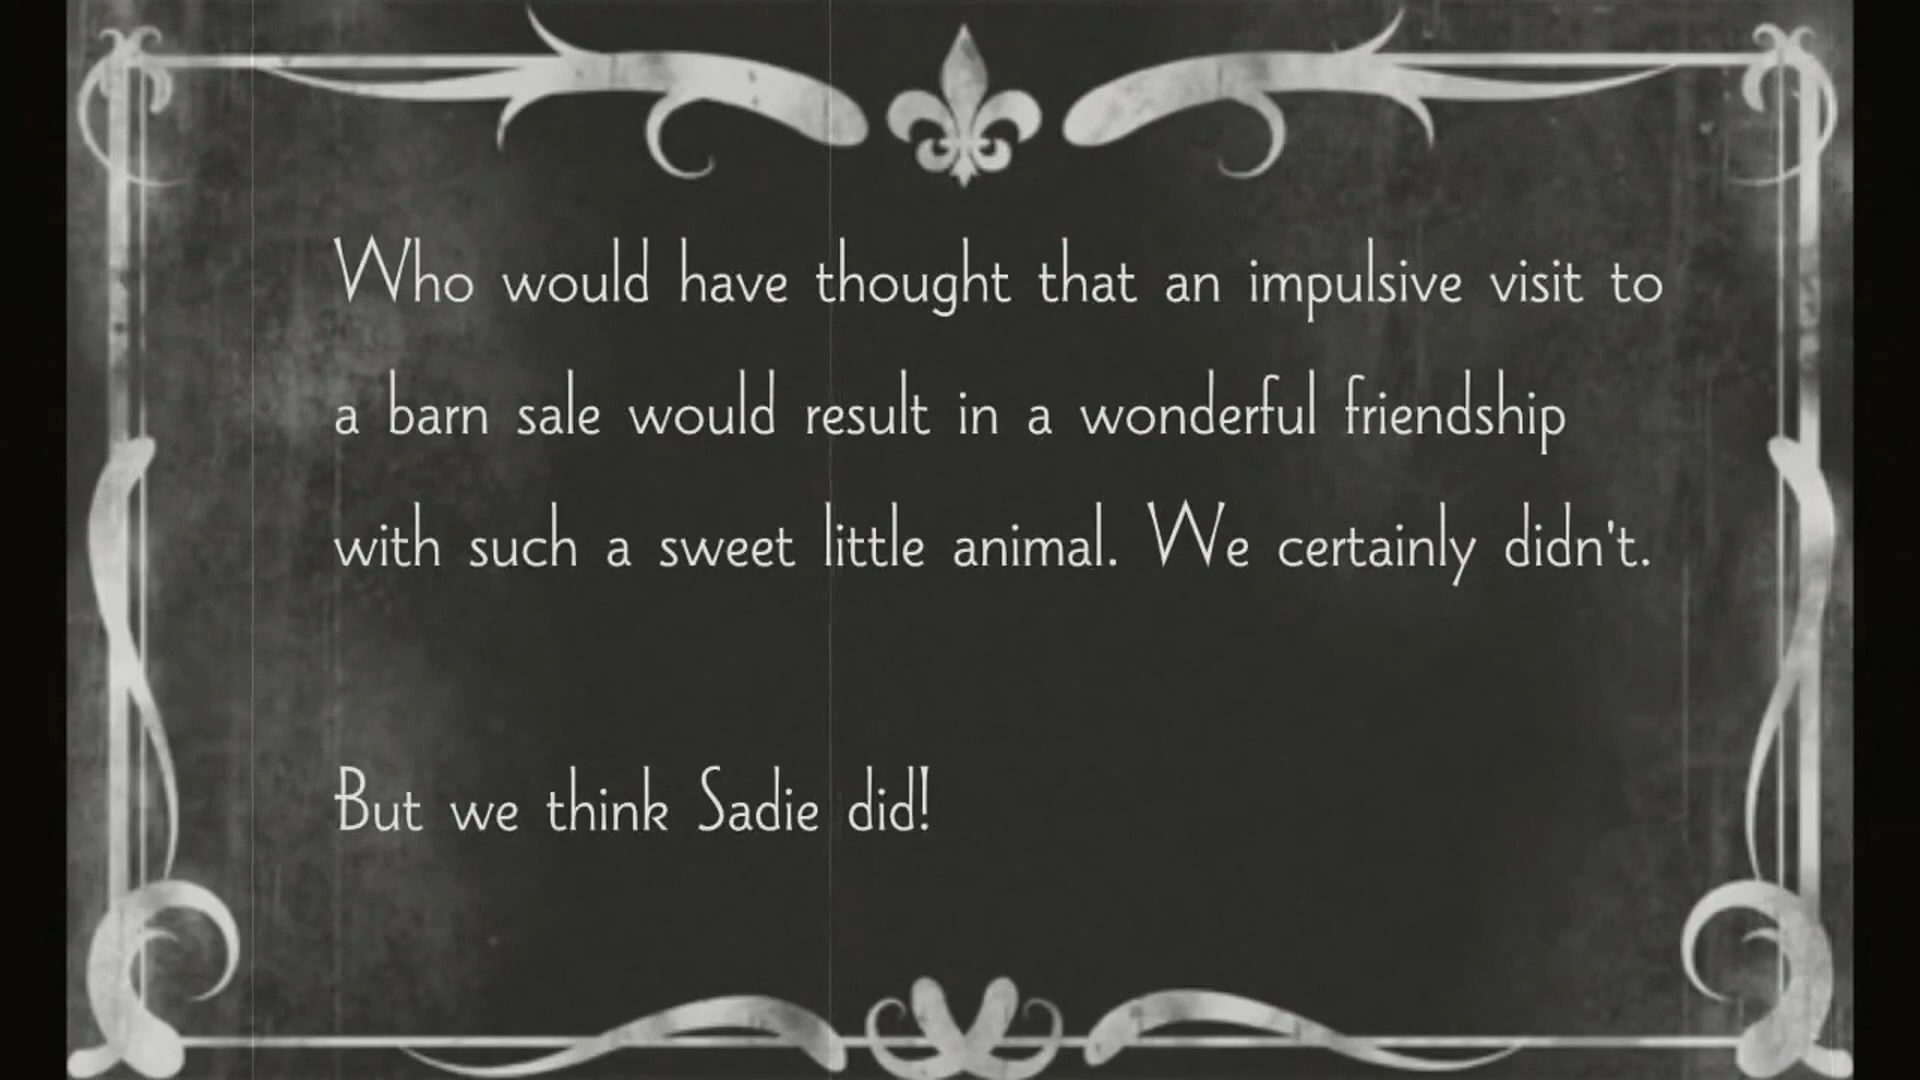 Who would have thought that an impulsive visit to
a barn sale would result in a wonderful friendship
with such a sweet little animal. We certainly didn't.
But we think Sadie did!